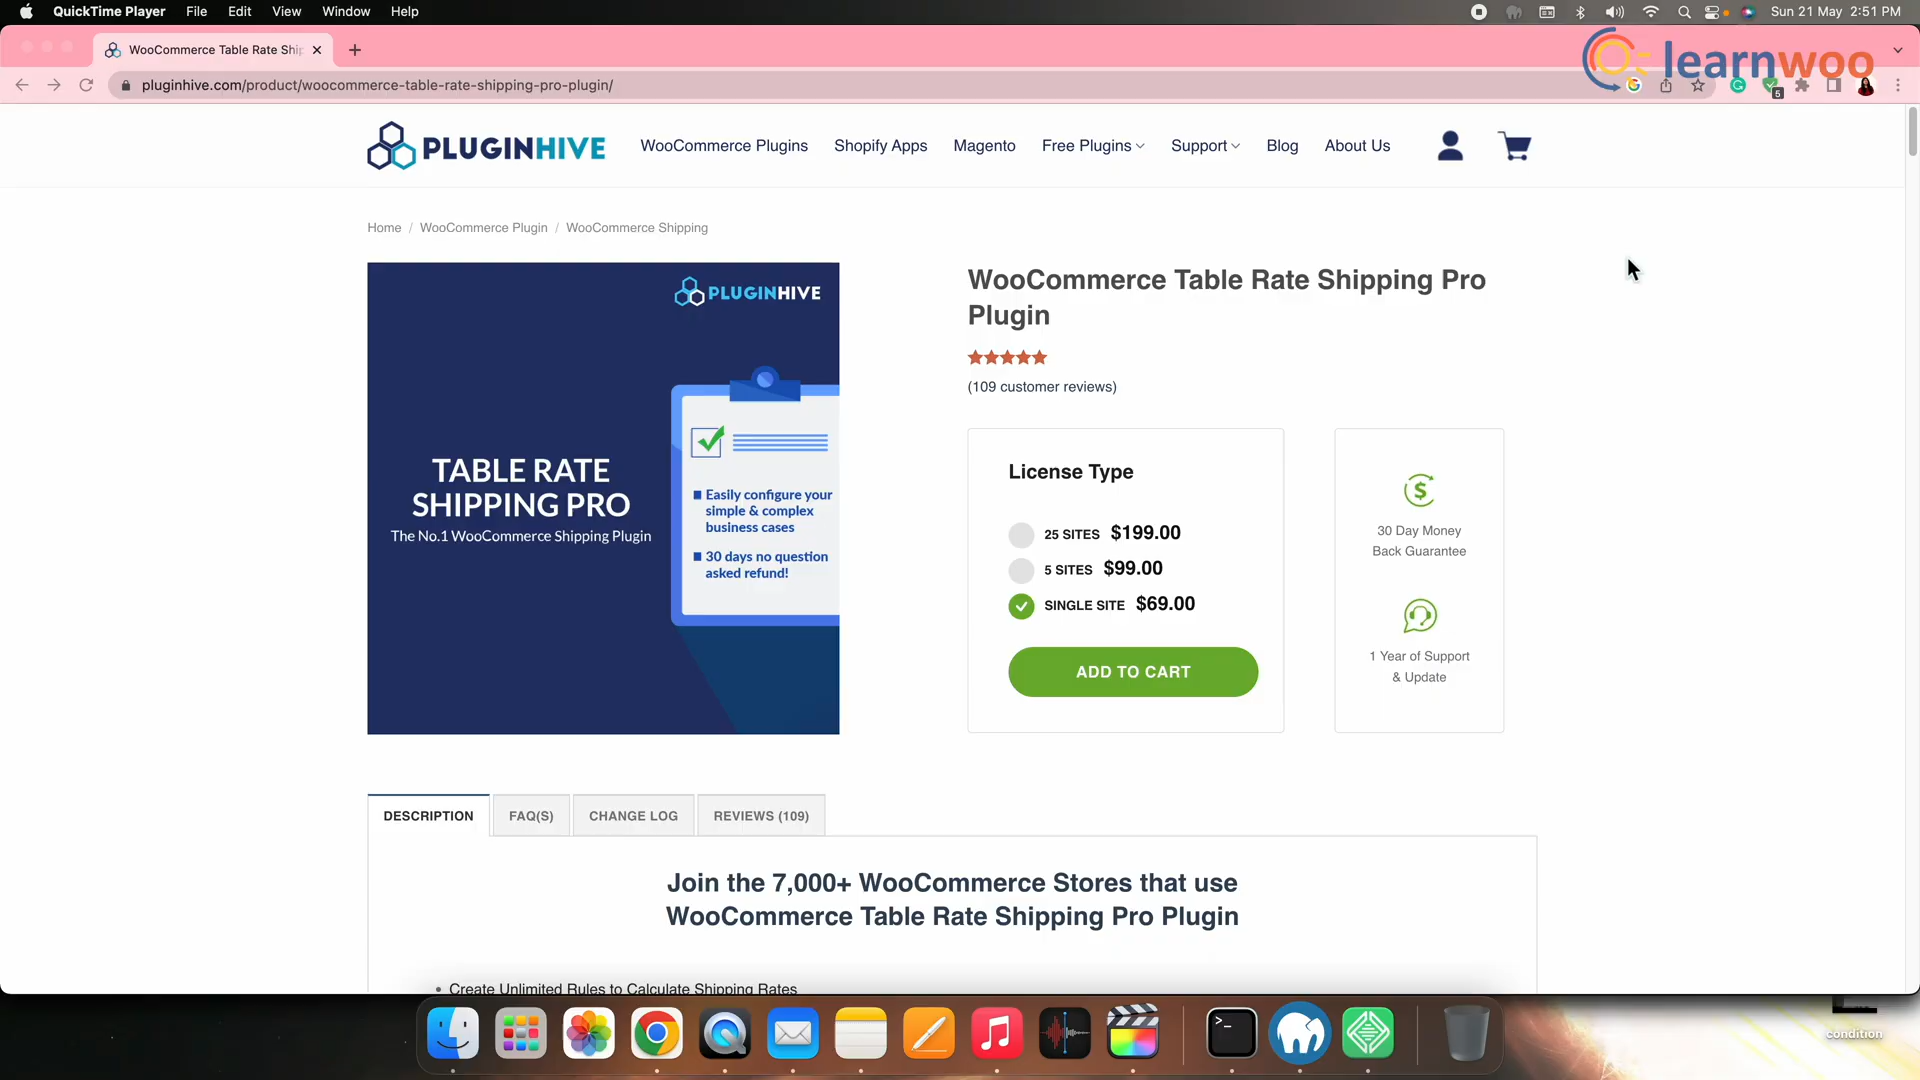 QuickTime Player File Edit View Window Help Sun 21 May 2:51 PM
WooCommerce Table Rate Ship
learnwoo
pluginhive.com/product/woocommerce-table-rate-shipping-pro-plugin/
5
PLUGINHIVE WooCommerce Plugins Shopify Apps Magento Free Plugins Support Blog About Us
Home / WooCommerce Plugin / WooCommerce Shipping
PLUGINHIVE
TABLE RATE
SHIPPING PRO
The No.1 WooCommerce Shipping Plugin
Easily configure your
simple & complex
business cases
30 days no question
asked refund!
WooCommerce Table Rate Shipping Pro
Plugin
(109 customer reviews)
License Type
25 SITES $199.00
5 SITES $99.00
SINGLE SITE $69.00
ADD TO CART
30 Day Money
Back Guarantee
1 Year of Support
& Update
DESCRIPTION FAQ(S) CHANGE LOG REVIEWS (109)
Join the 7,000+ WooCommerce Stores that use
WooCommerce Table Rate Shipping Pro Plugin
• Create Unlimited Rules to Calculate Shipping Rates
condition